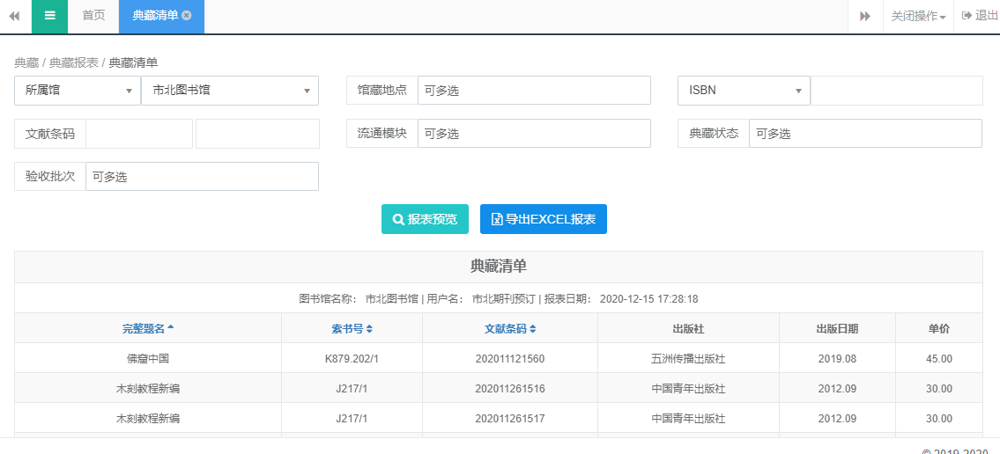 首页 典藏清单 关闭操作 退出
典藏 / 典藏报表 / 典藏清单
所属馆 市北图书馆 馆藏地点 可多选 ISBN
文献条码 流通模块 可多选 典藏状态 可多选
验收批次 可多选
报表预览 导出EXCEL报表
典藏清单
图书馆名称： 市北图书馆 | 用户名： 市北期刊预订 | 报表日期： 2020-12-15 17:28:18
完整题名 索书号 文献条码 出版社 出版日期 单价
佛窟中国 K879.202/1 202011121560 五洲传播出版社 2019.08 45.00
木刻教程新编 J217/1 202011261516 中国青年出版社 2012.09 30.00
木刻教程新编 J217/1 202011261517 中国青年出版社 2012.09 30.00
© 2019-2020